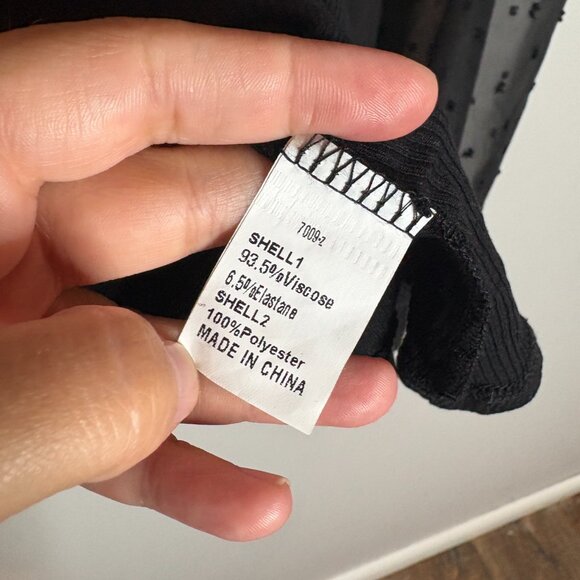 7009-2
SHELL1
93.5%Viscose
6.5%Elastane
SHELL2
100%Polyester
MADE IN CHINA